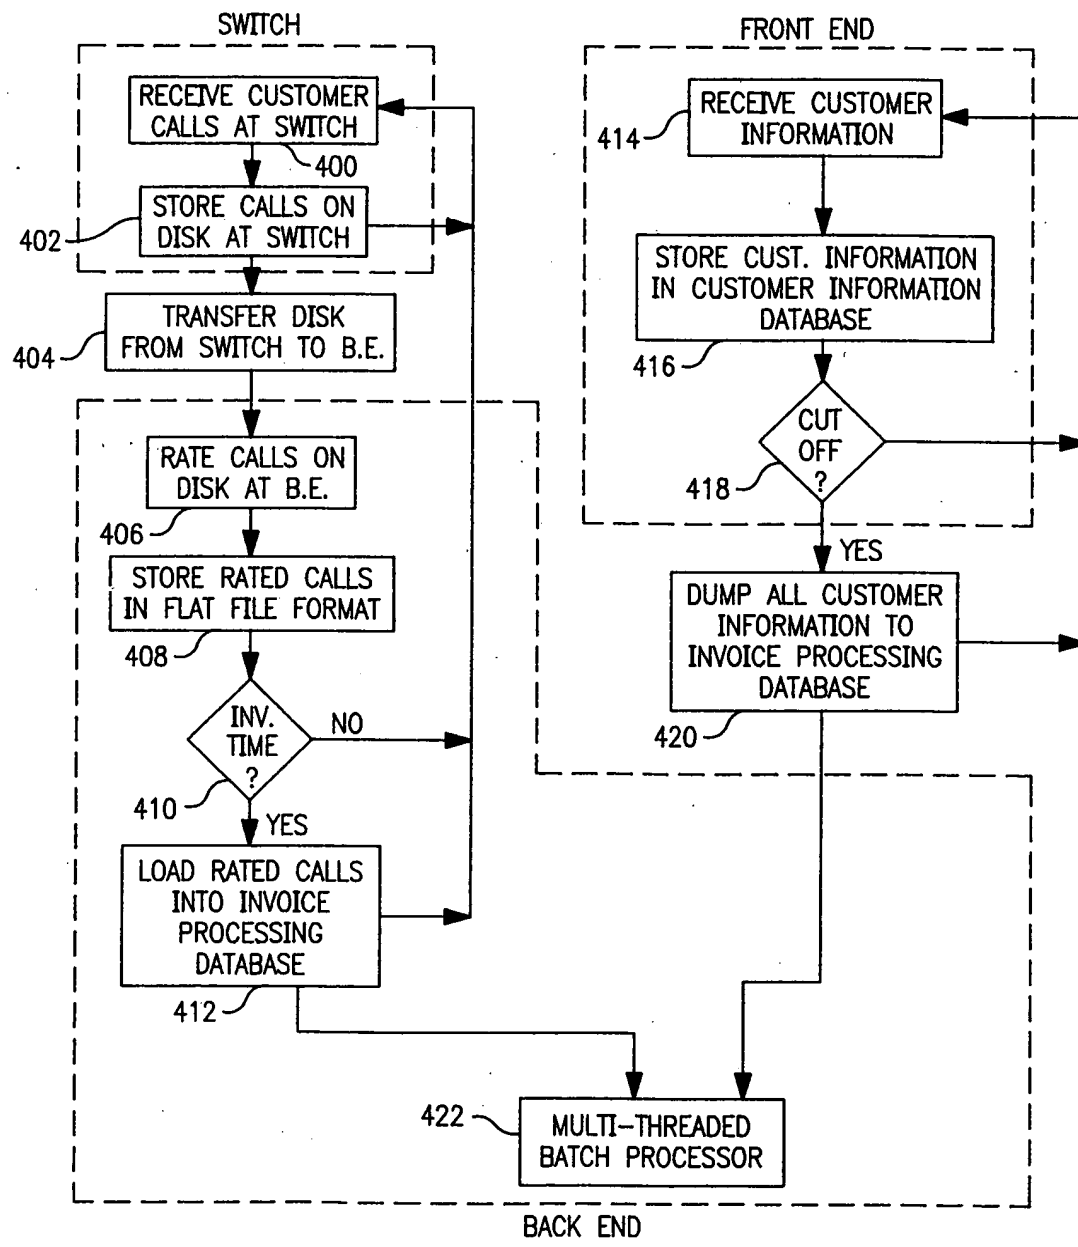 SWITCH
RECEIVE CUSTOMER
CALLS AT SWITCH
400
STORE CALLS ON
DISK AT SWITCH
402
TRANSFER DISK
FROM SWITCH TO B.E.
404
RATE CALLS ON
DISK AT B.E.
406
STORE RATED CALLS
IN FLAT FILE FORMAT
408
INV.
TIME
?
NO
410
YES
LOAD RATED CALLS
INTO INVOICE
PROCESSING
DATABASE
412
FRONT END
RECEIVE CUSTOMER
INFORMATION
414
STORE CUST. INFORMATION
IN CUSTOMER INFORMATION
DATABASE
416
CUT
OFF
?
418
YES
DUMP ALL CUSTOMER
INFORMATION TO
INVOICE PROCESSING
DATABASE
420
422
MULTI-THREADED
BATCH PROCESSOR
BACK END